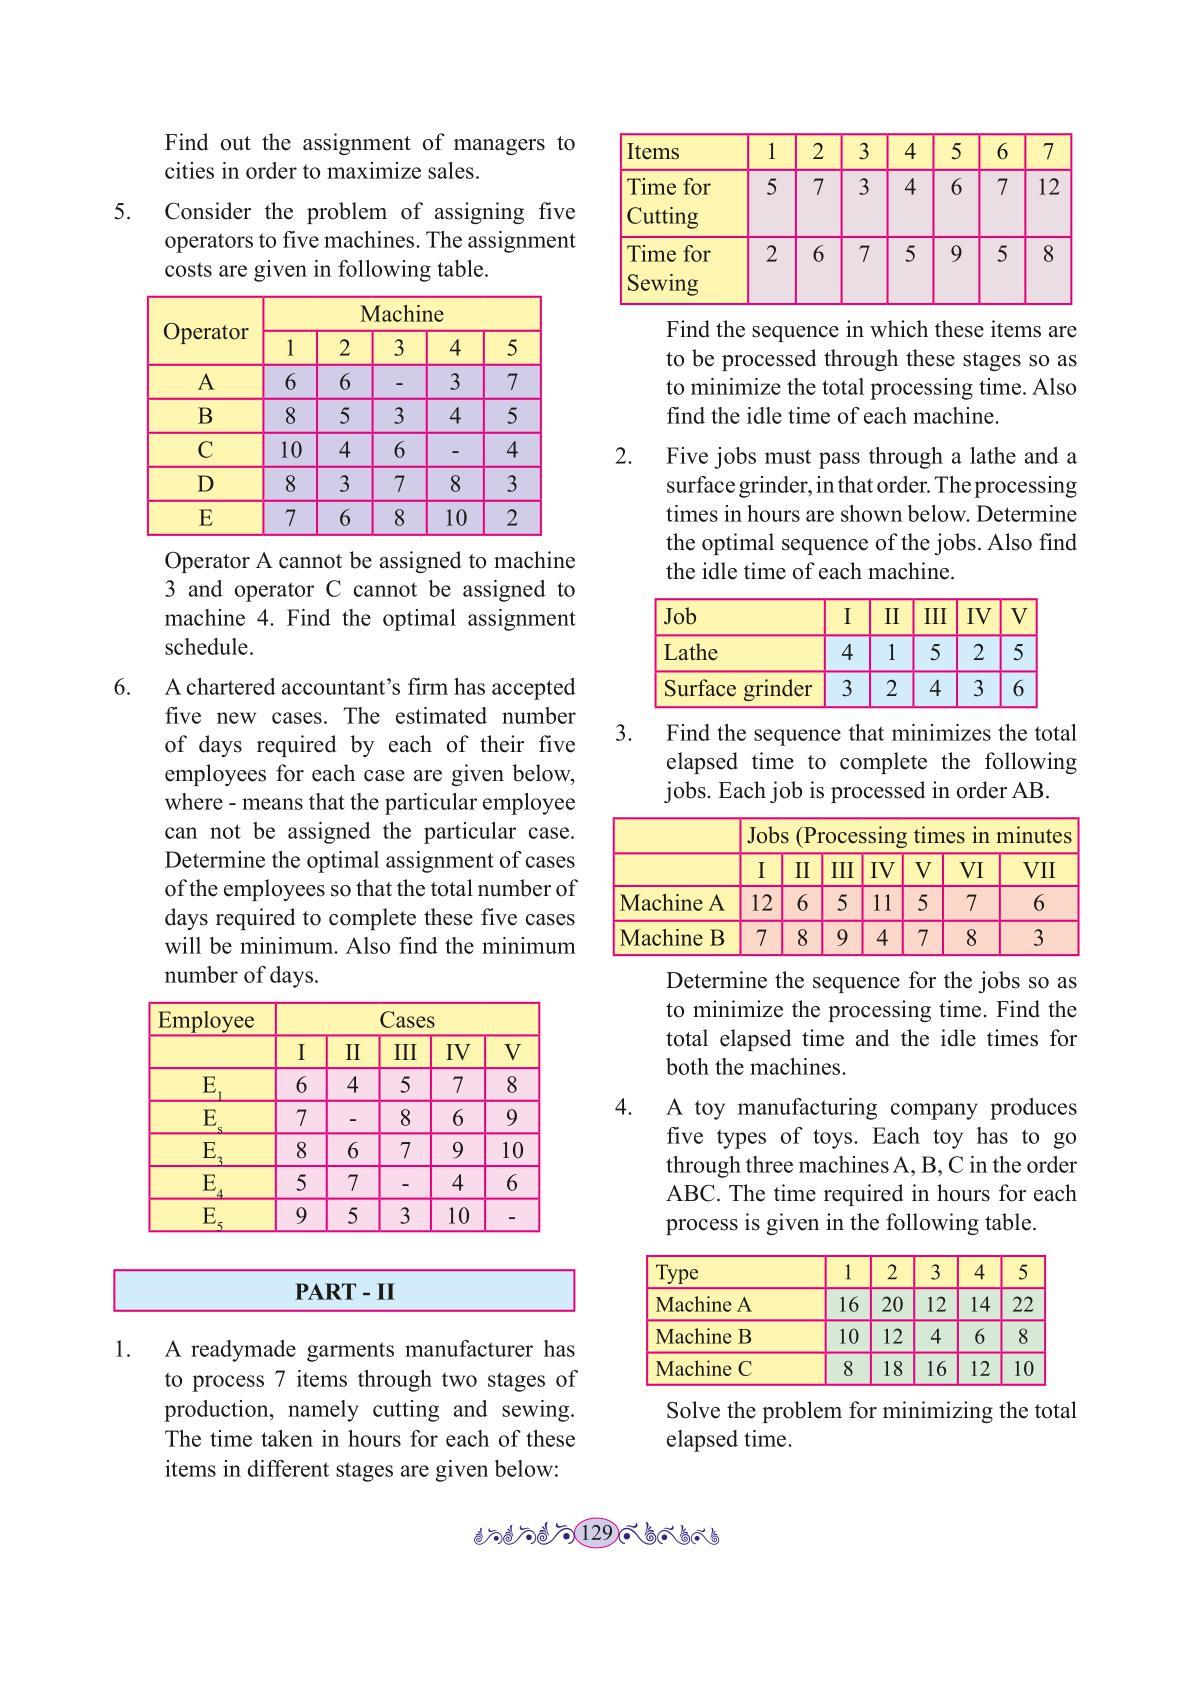 Find out the assignment of managers to
cities in order to maximize sales.
5. Consider the problem of assigning five
operators to five machines. The assignment
costs are given in following table.
Operator Machine
1 2 3 4 5
A 6 6 - 3 7
B 8 5 3 4 5
C 10 4 6 - 4
D 8 3 7 8 3
E 7 6 8 10 2
Operator A cannot be assigned to machine
3 and operator C cannot be assigned to
machine 4. Find the optimal assignment
schedule.
6. A chartered accountant’s firm has accepted
five new cases. The estimated number
of days required by each of their five
employees for each case are given below,
where - means that the particular employee
can not be assigned the particular case.
Determine the optimal assignment of cases
of the employees so that the total number of
days required to complete these five cases
will be minimum. Also find the minimum
number of days.
Employee Cases
I II III IV V
E1 6 4 5 7 8
Es 7 - 8 6 9
E3 8 6 7 9 10
E4 5 7 - 4 6
E5 9 5 3 10 -
PART - II
1. A readymade garments manufacturer has
to process 7 items through two stages of
production, namely cutting and sewing.
The time taken in hours for each of these
items in different stages are given below:
Items 1 2 3 4 5 6 7
Time for Cutting 5 7 3 4 6 7 12
Time for Sewing 2 6 7 5 9 5 8
Find the sequence in which these items are
to be processed through these stages so as
to minimize the total processing time. Also
find the idle time of each machine.
2. Five jobs must pass through a lathe and a
surface grinder, in that order. The processing
times in hours are shown below. Determine
the optimal sequence of the jobs. Also find
the idle time of each machine.
Job I II III IV V
Lathe 4 1 5 2 5
Surface grinder 3 2 4 3 6
3. Find the sequence that minimizes the total
elapsed time to complete the following
jobs. Each job is processed in order AB.
Jobs (Processing times in minutes
I II III IV V VI VII
Machine A 12 6 5 11 5 7 6
Machine B 7 8 9 4 7 8 3
Determine the sequence for the jobs so as
to minimize the processing time. Find the
total elapsed time and the idle times for
both the machines.
4. A toy manufacturing company produces
five types of toys. Each toy has to go
through three machines A, B, C in the order
ABC. The time required in hours for each
process is given in the following table.
Type 1 2 3 4 5
Machine A 16 20 12 14 22
Machine B 10 12 4 6 8
Machine C 8 18 16 12 10
Solve the problem for minimizing the total
elapsed time.
129